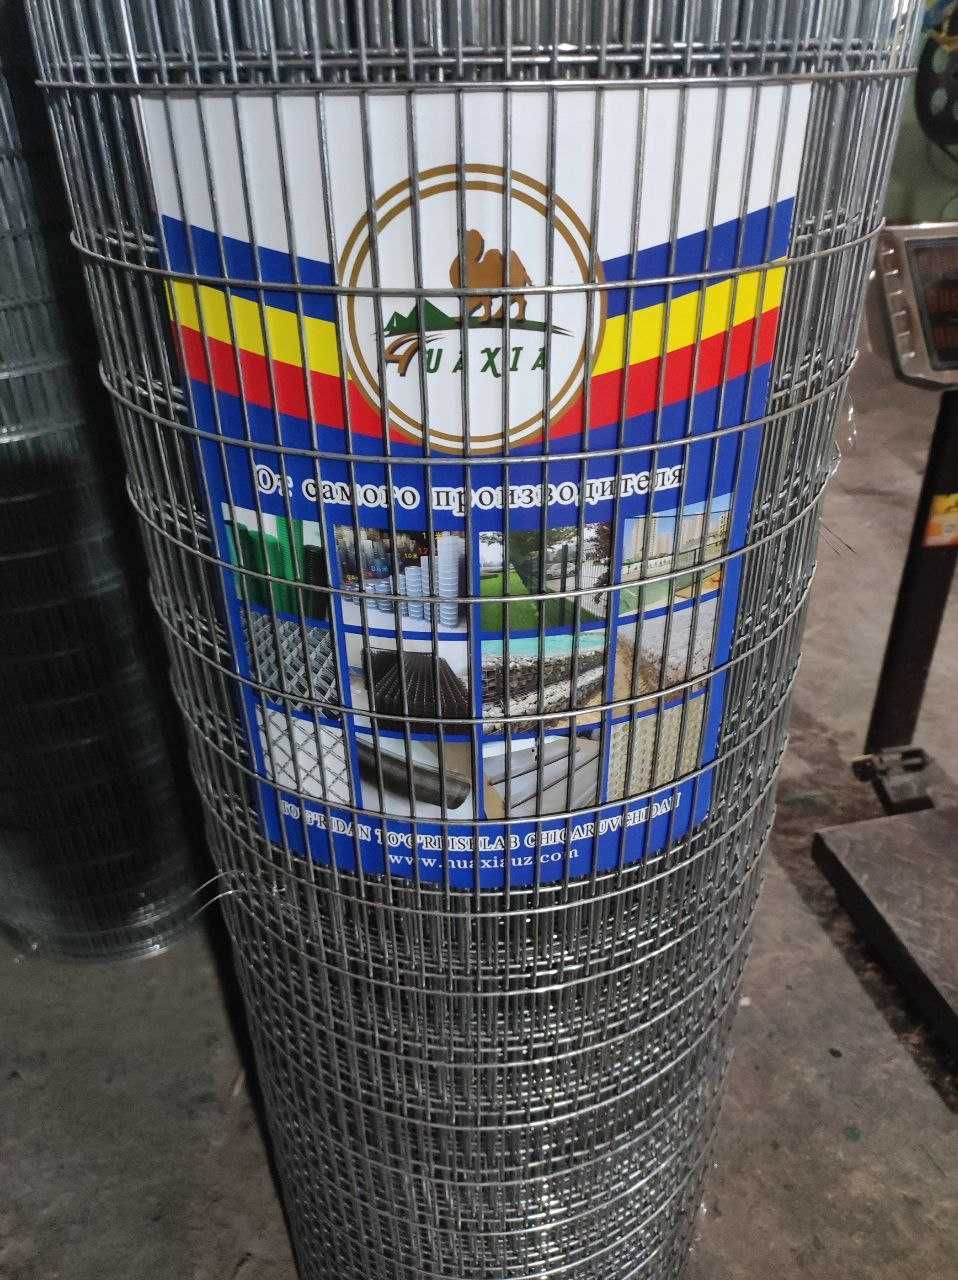 HUAXIA
От самого производителя
TO'G'RIDAN TO'G'RI ISHLAB CHIQARUVCHIDAN
www.huaxiauz.com